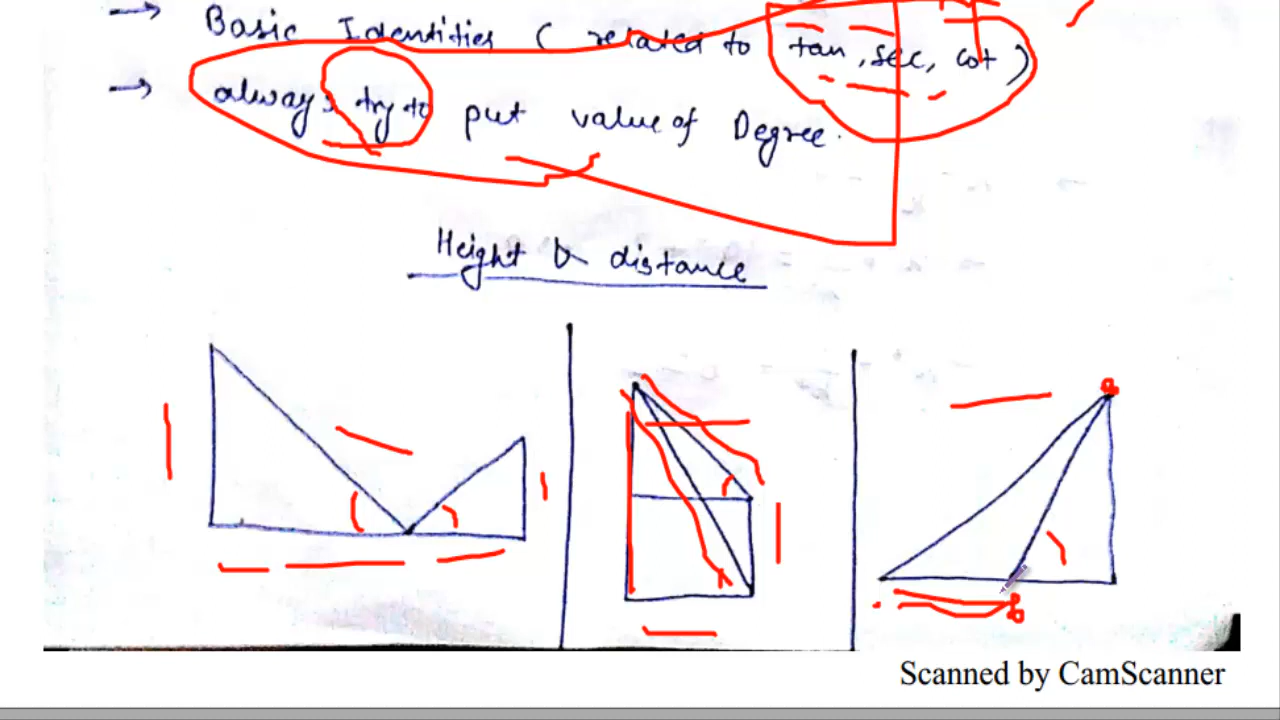 → Basic Identities ( related to tan, sec, cot )
→ always try to put value of Degree.
Height & distance
Scanned by CamScanner